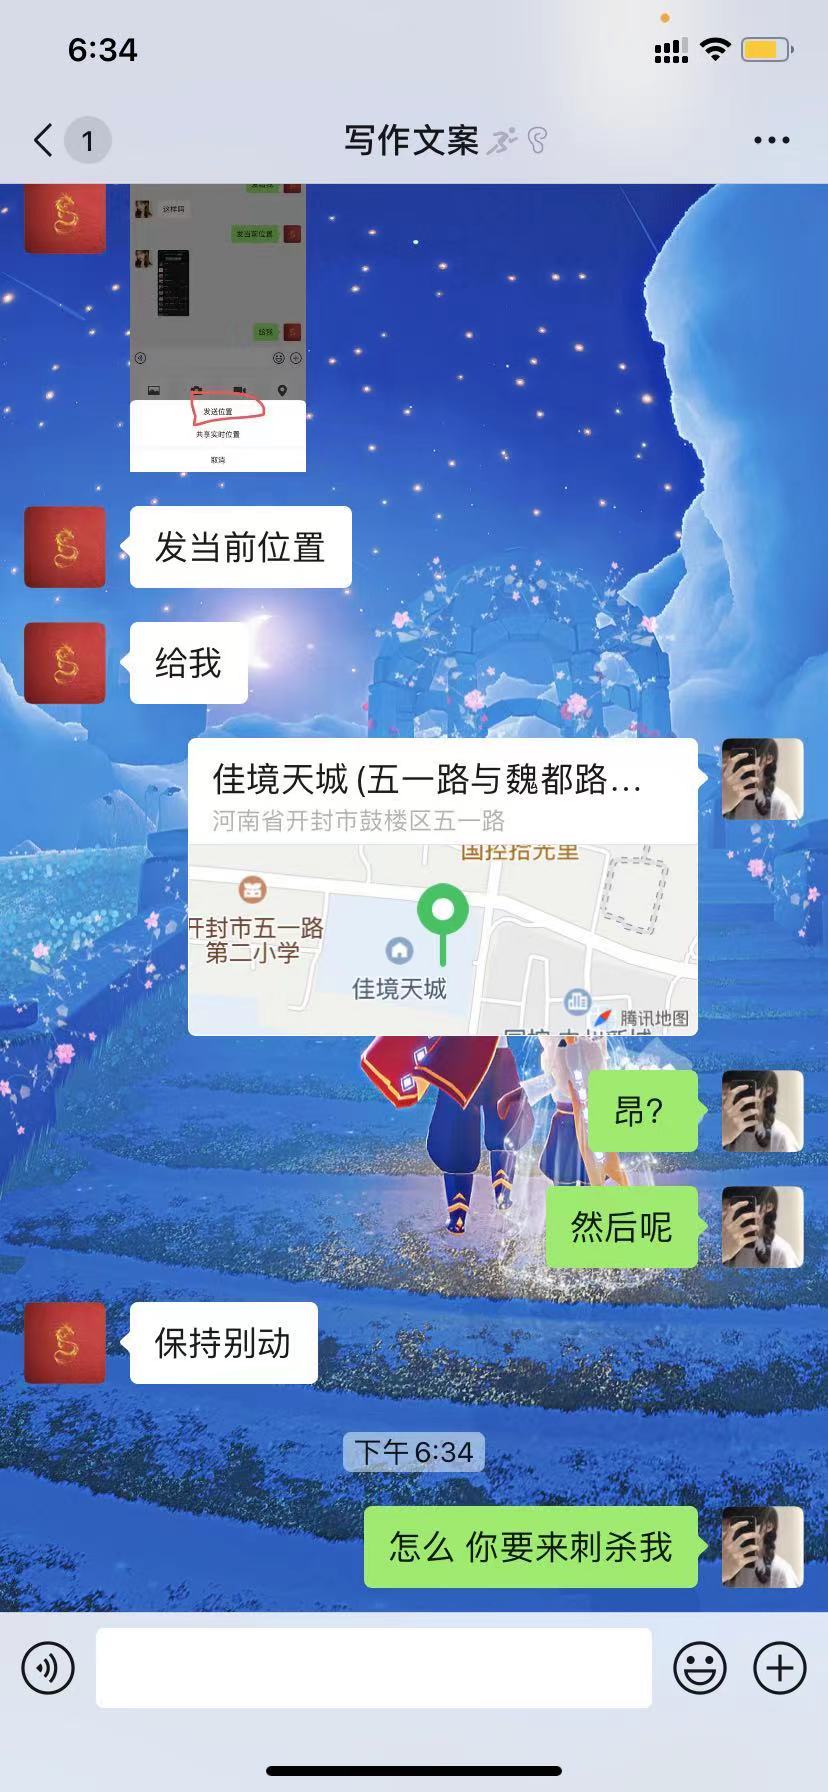 6:34
1
写作文案
发给我
这样吗
发当前位置
给我
发送位置
共享实时位置
取消
发当前位置
给我
佳境天城 (五一路与魏都路...
河南省开封市鼓楼区五一路
国控拾光里
开封市五一路
第二小学
佳境天城
腾讯地图
昂?
然后呢
保持别动
下午 6:34
怎么 你要来刺杀我